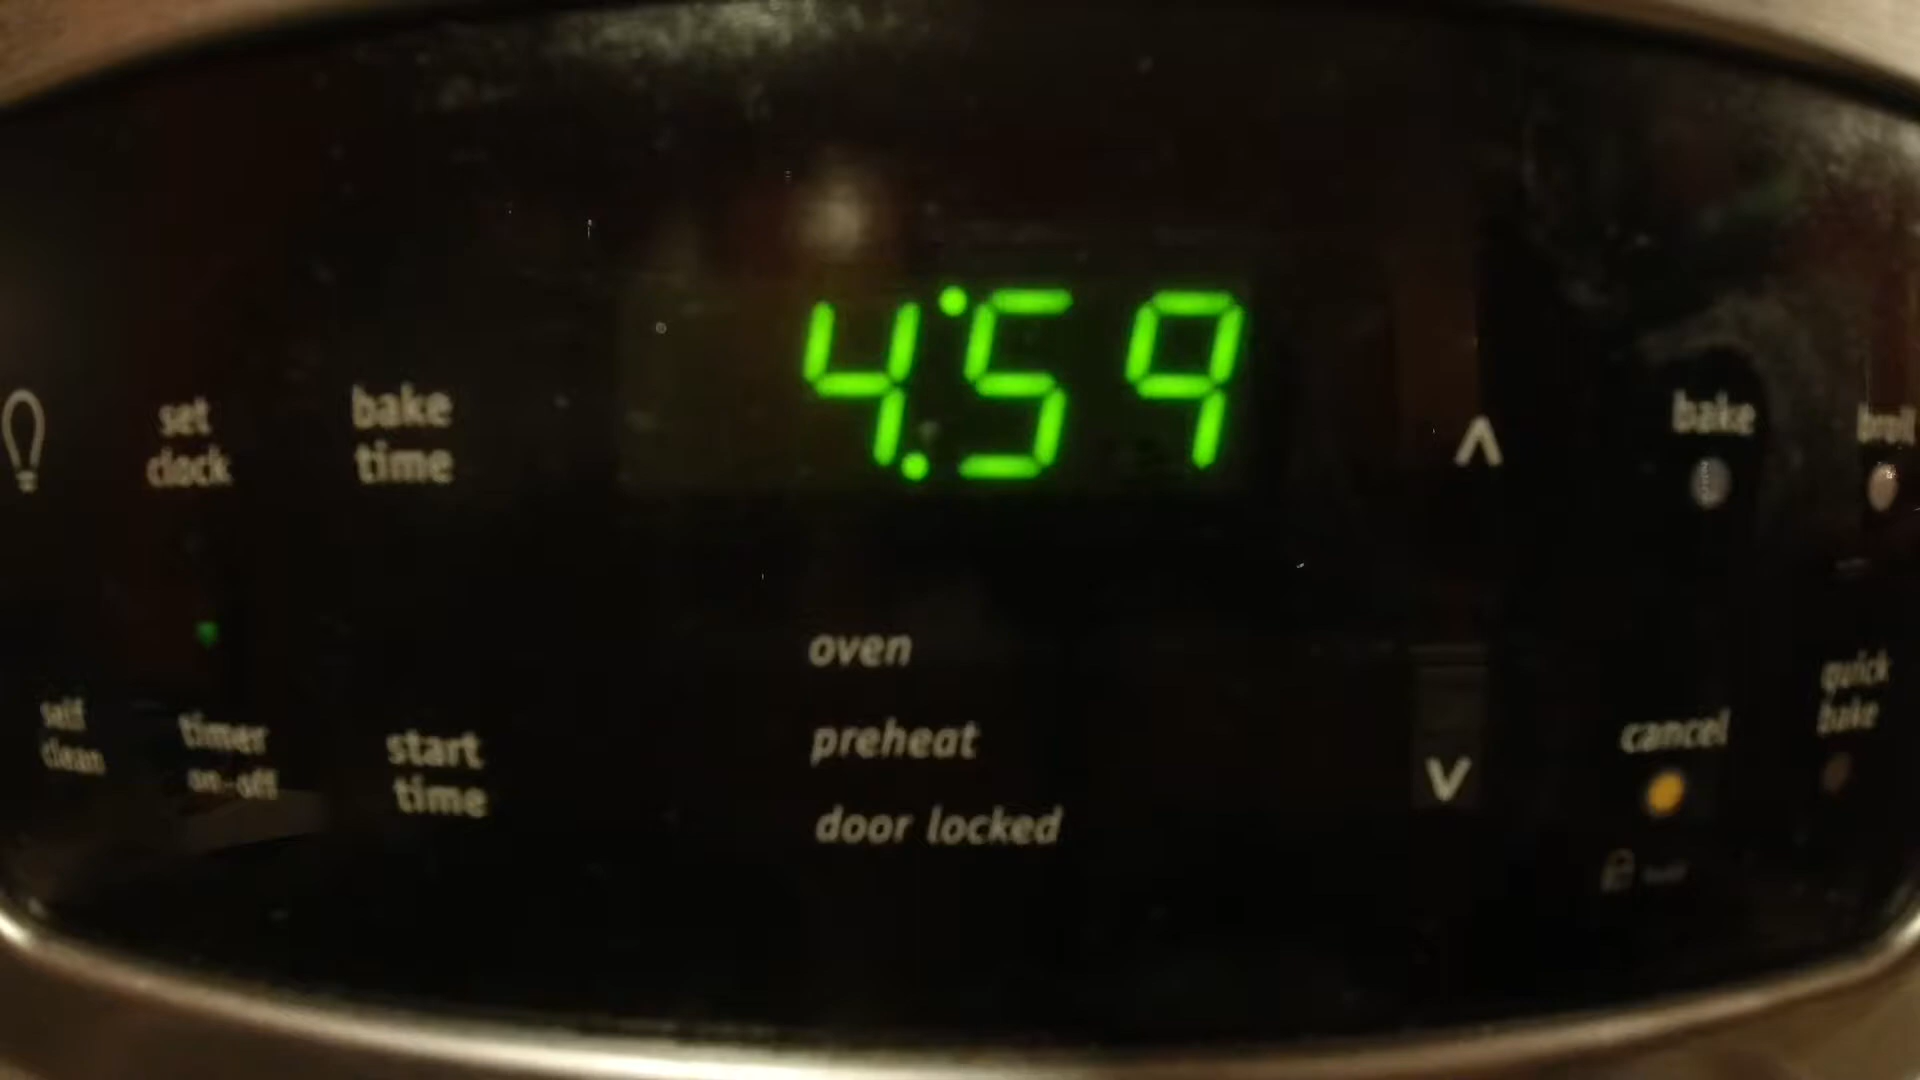 4:59
set
clock
bake
time
bake
broil
self
clean
timer
on-off
start
time
oven
preheat
door locked
cancel
quick
bake